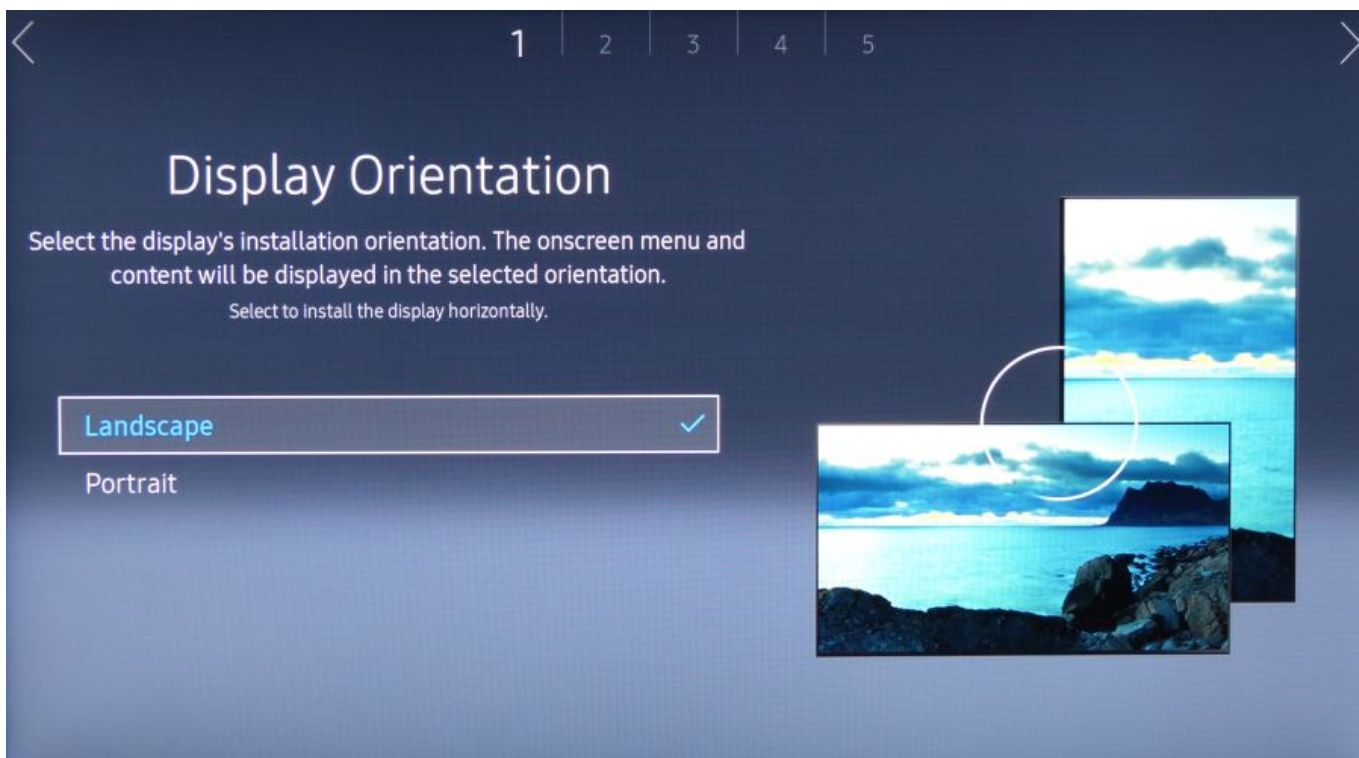 1 2 3 4 5
Display Orientation
Select the display's installation orientation. The onscreen menu and
content will be displayed in the selected orientation.
Select to install the display horizontally.
Landscape
Portrait